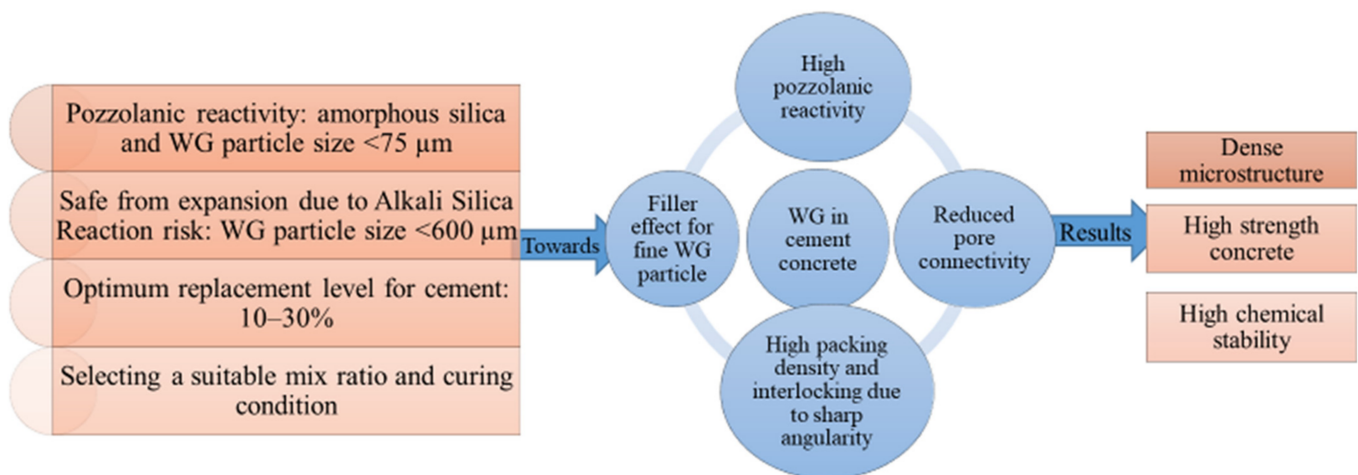 Pozzolanic reactivity: amorphous silica
and WG particle size <75 µm
Safe from expansion due to Alkali Silica
Reaction risk: WG particle size <600 µm
Optimum replacement level for cement:
10–30%
Selecting a suitable mix ratio and curing
condition
Towards
High
pozzolanic
reactivity
Filler
effect for
fine WG
particle
WG in
cement
concrete
Reduced
pore
connectivity
High packing
density and
interlocking due
to sharp
angularity
Results
Dense
microstructure
High strength
concrete
High chemical
stability